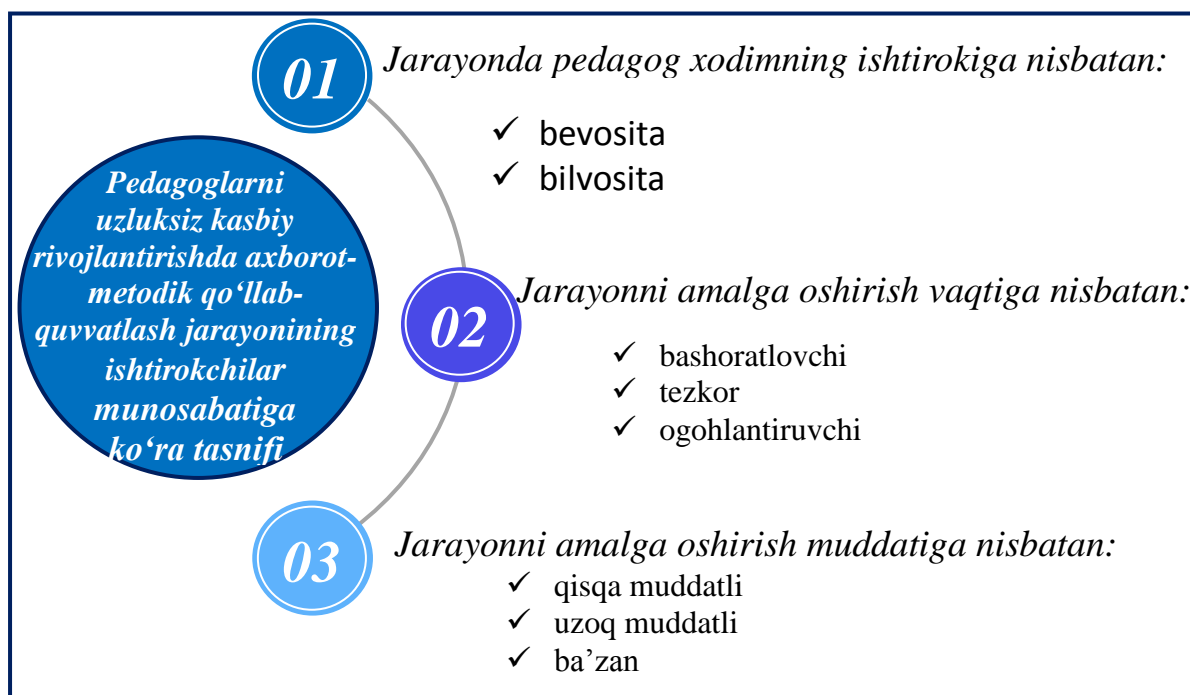 Pedagoglarni
uzluksiz kasbiy
rivojlantirishda axborot-
metodik qo‘llab-
quvvatlash jarayonining
ishtirokchilar
munosabatiga
ko‘ra tasnifi
01
Jarayonda pedagog xodimning ishtirokiga nisbatan:
✓ bevosita
✓ bilvosita
02
Jarayonni amalga oshirish vaqtiga nisbatan:
✓ bashoratlovchi
✓ tezkor
✓ ogohlantiruvchi
03
Jarayonni amalga oshirish muddatiga nisbatan:
✓ qisqa muddatli
✓ uzoq muddatli
✓ ba’zan